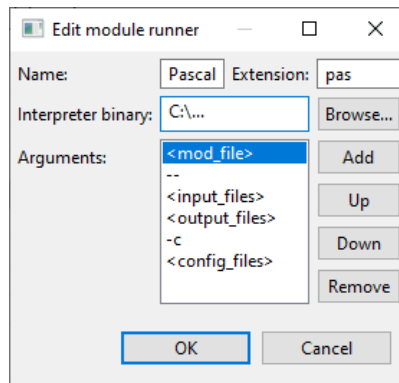 Edit module runner
Name: Pascal Extension: pas
Interpreter binary: C:\... Browse...
Arguments: <mod_file> Add
--
<input_files> Up
<output_files>
-c Down
<config_files>
Remove
OK Cancel